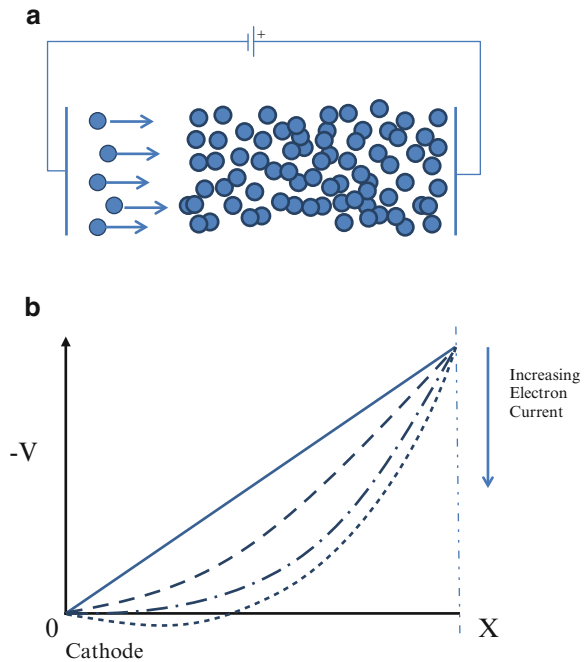 a
+
b
Increasing
Electron
Current
-V
0
X
Cathode